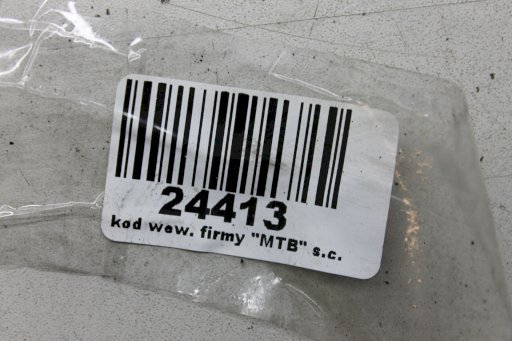 24413
kod wew. firmy "MTB" s.c.